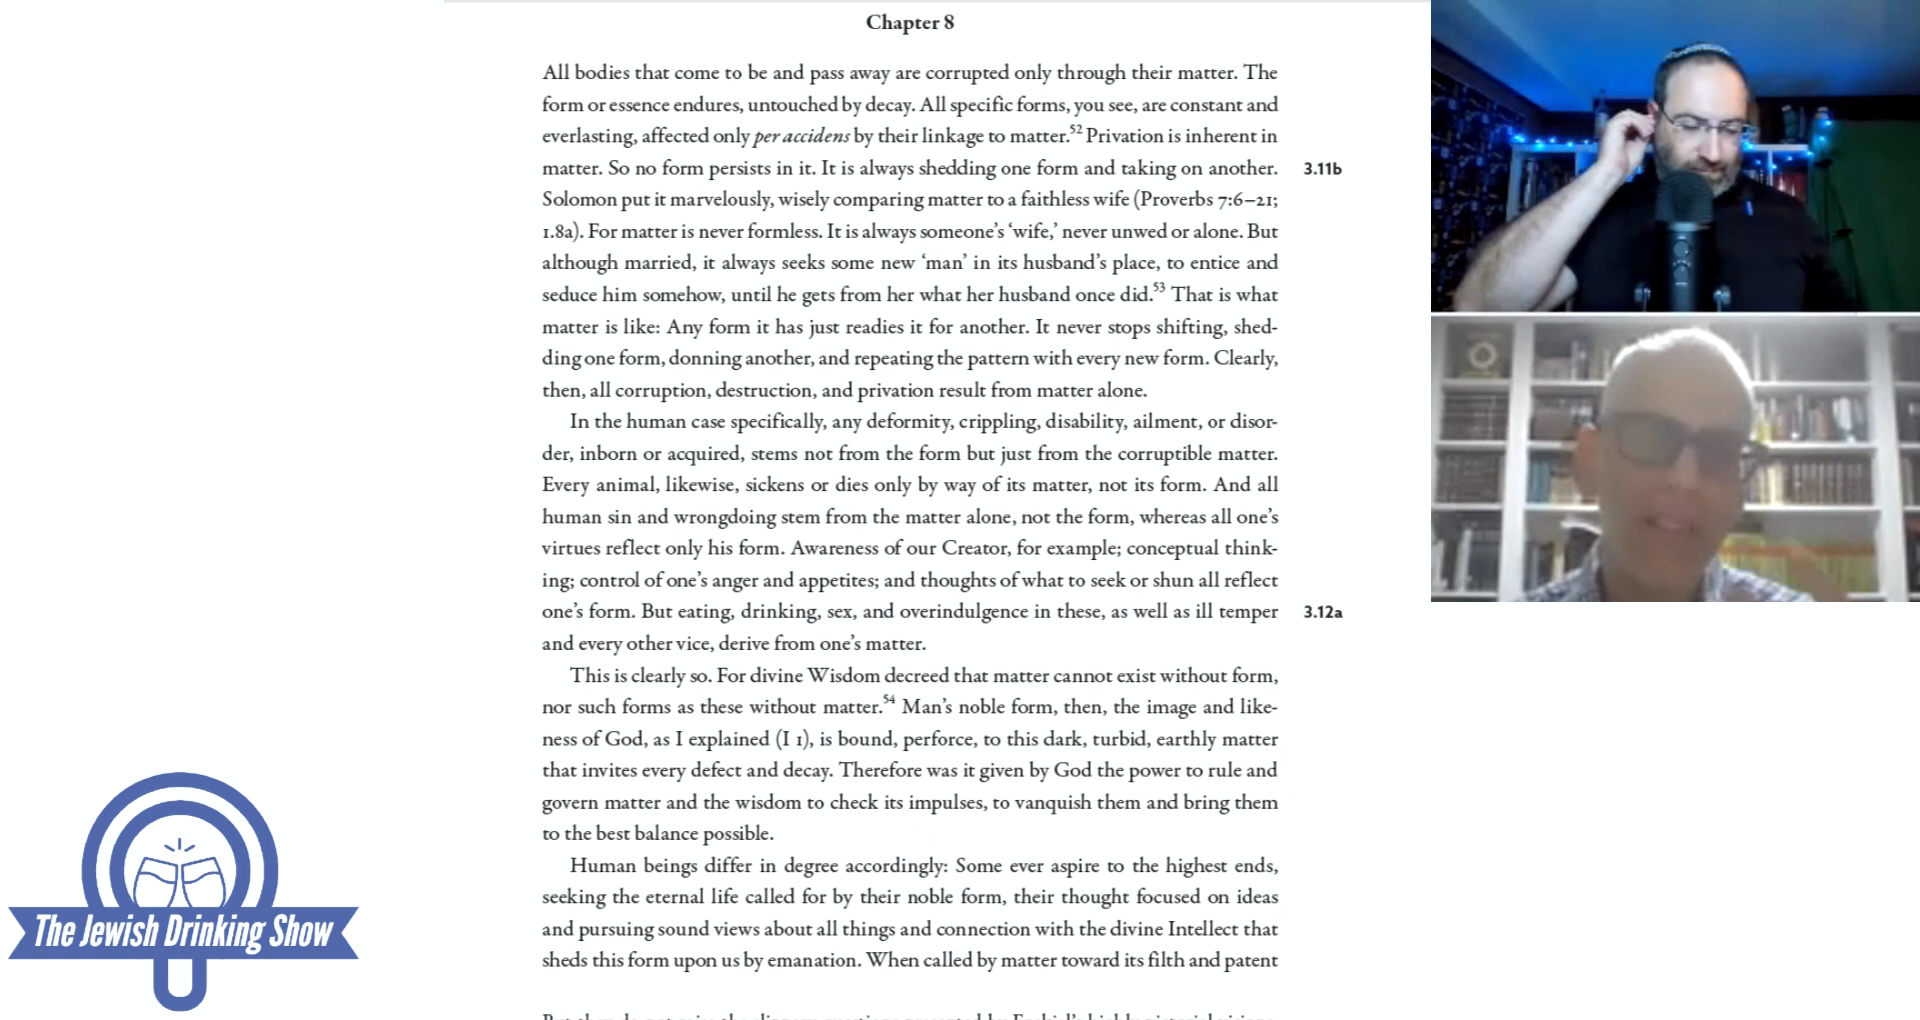 Chapter 8
All bodies that come to be and pass away are corrupted only through their matter. The
form or essence endures, untouched by decay. All specific forms, you see, are constant and
everlasting, affected only per accidens by their linkage to matter.52 Privation is inherent in
matter. So no form persists in it. It is always shedding one form and taking on another.
3.11b
Solomon put it marvelously, wisely comparing matter to a faithless wife (Proverbs 7:6–21;
1.8a). For matter is never formless. It is always someone's 'wife,' never unwed or alone. But
although married, it always seeks some new 'man' in its husband's place, to entice and
seduce him somehow, until he gets from her what her husband once did.53 That is what
matter is like: Any form it has just readies it for another. It never stops shifting, shed-
ding one form, donning another, and repeating the pattern with every new form. Clearly,
then, all corruption, destruction, and privation result from matter alone.
In the human case specifically, any deformity, crippling, disability, ailment, or disor-
der, inborn or acquired, stems not from the form but just from the corruptible matter.
Every animal, likewise, sickens or dies only by way of its matter, not its form. And all
human sin and wrongdoing stem from the matter alone, not the form, whereas all one's
virtues reflect only his form. Awareness of our Creator, for example; conceptual think-
ing; control of one's anger and appetites; and thoughts of what to seek or shun all reflect
one's form. But eating, drinking, sex, and overindulgence in these, as well as ill temper
3.12a
and every other vice, derive from one's matter.
This is clearly so. For divine Wisdom decreed that matter cannot exist without form,
nor such forms as these without matter.54 Man's noble form, then, the image and like-
ness of God, as I explained (I 1), is bound, perforce, to this dark, turbid, earthly matter
that invites every defect and decay. Therefore was it given by God the power to rule and
govern matter and the wisdom to check its impulses, to vanquish them and bring them
to the best balance possible.
Human beings differ in degree accordingly: Some ever aspire to the highest ends,
seeking the eternal life called for by their noble form, their thought focused on ideas
and pursuing sound views about all things and connection with the divine Intellect that
sheds this form upon us by emanation. When called by matter toward its filth and patent
The Jewish Drinking Show